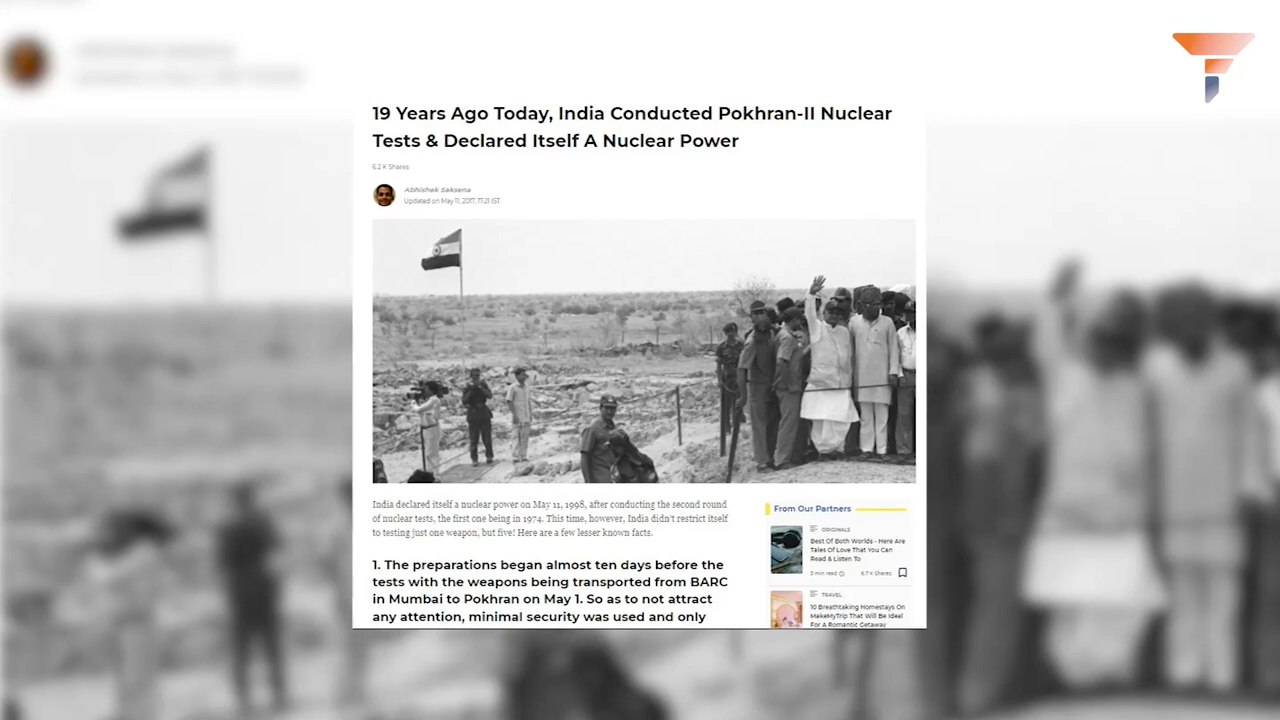 19 Years Ago Today, India Conducted Pokhran-II Nuclear
Tests & Declared Itself A Nuclear Power
6.2 K Shares
Abhishek Saksena
Updated on May 11, 2017, 17:21 IST
India declared itself a nuclear power on May 11, 1998, after conducting the second round
of nuclear tests, the first one being in 1974. This time, however, India didn't restrict itself
to testing just one weapon, but five! Here are a few lesser known facts.
1. The preparations began almost ten days before the
tests with the weapons being transported from BARC
in Mumbai to Pokhran on May 1. So as to not attract
any attention, minimal security was used and only
From Our Partners
ORIGINALS
Best Of Both Worlds - Here Are
Tales Of Love That You Can
Read & Listen To
3 min read
6.7 K Shares
TRAVEL
10 Breathtaking Homestays On
MakeMyTrip That Will Be Ideal
For A Romantic Getaway